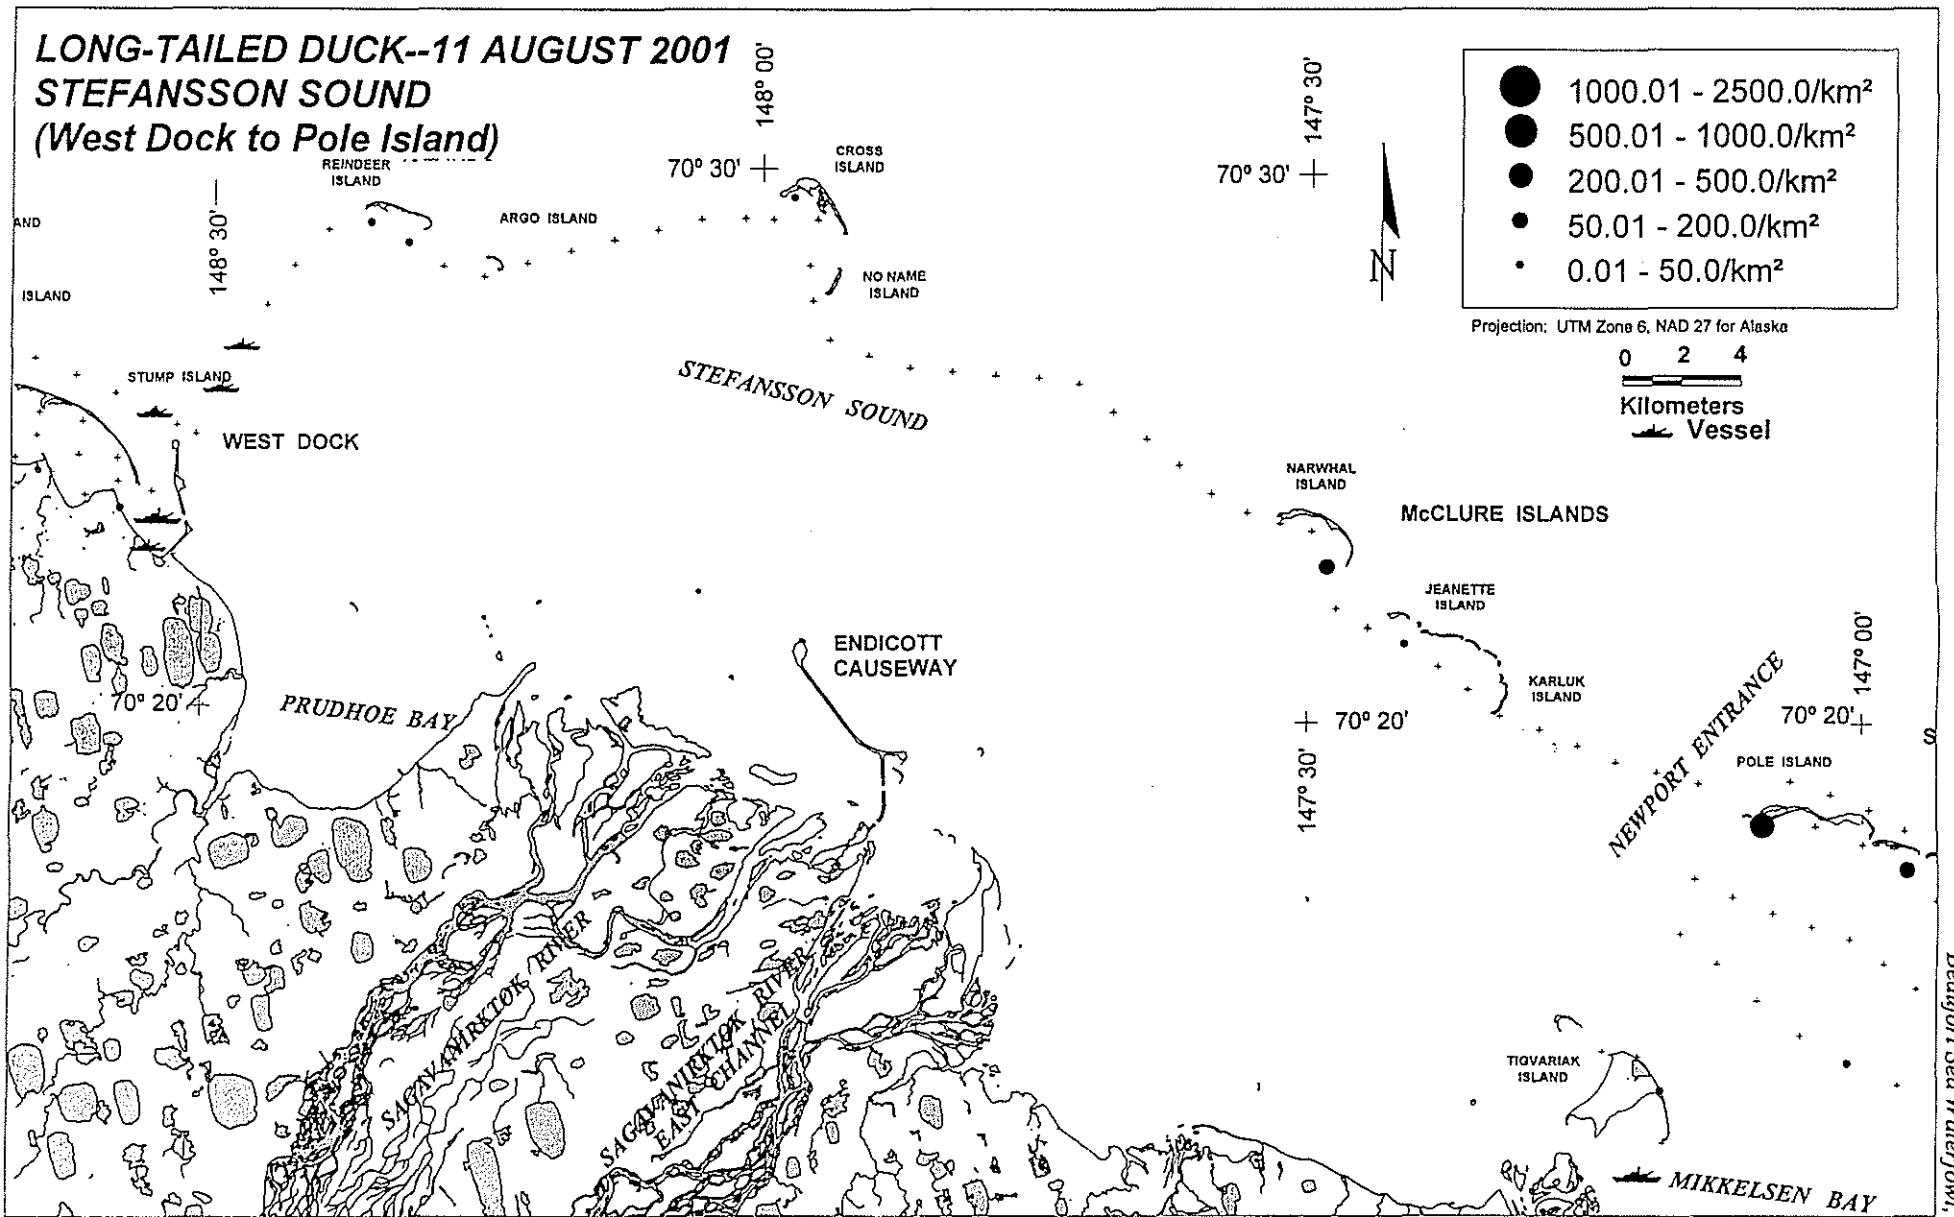 LONG-TAILED DUCK--11 AUGUST 2001
STEFANSSON SOUND
(West Dock to Pole Island)
148° 00'
147° 30'
1000.01 - 2500.0/km²
500.01 - 1000.0/km²
200.01 - 500.0/km²
50.01 - 200.0/km²
0.01 - 50.0/km²
Projection: UTM Zone 6, NAD 27 for Alaska
0 2 4
Kilometers
Vessel
N
REINDEER
ISLAND
70° 30'
CROSS
ISLAND
70° 30'
148° 30'
AND
ARGO ISLAND
ISLAND
NO NAME
ISLAND
STUMP ISLAND
STEFANSSON SOUND
WEST DOCK
NARWHAL
ISLAND
McCLURE ISLANDS
JEANETTE
ISLAND
ENDICOTT
CAUSEWAY
KARLUK
ISLAND
147° 00'
70° 20'
PRUDHOE BAY
70° 20'
147° 30'
NEWPORT ENTRANCE
70° 20'
S
POLE ISLAND
SAGAVANIRKTOK RIVER
SAGAVANIRKTOK RIVER
EAST CHANNEL
TIGVARIAK
ISLAND
MIKKELSEN BAY